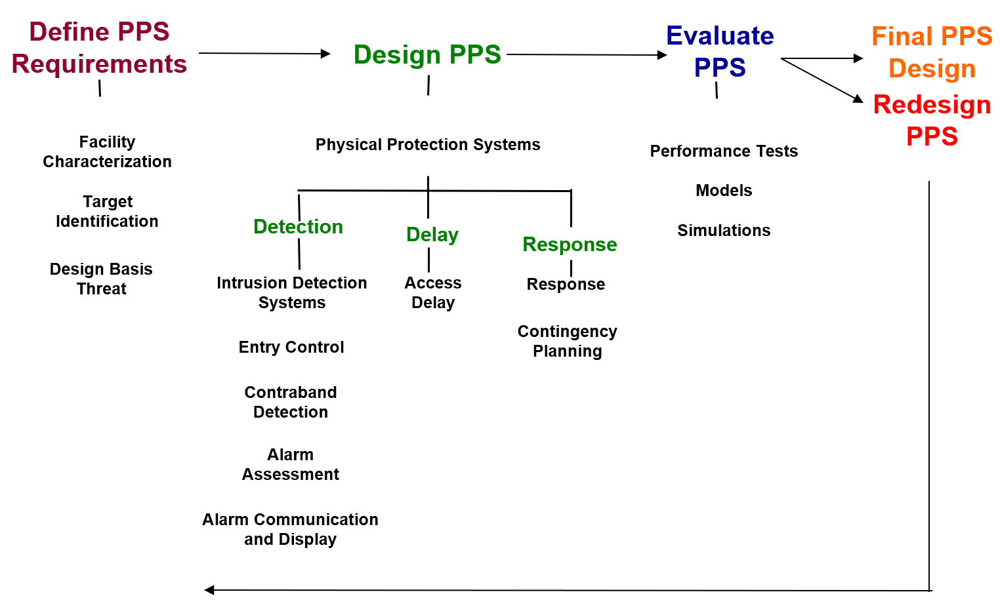 Define PPS
Requirements
Design PPS
Evaluate
PPS
Final PPS
Design
Redesign
PPS
Facility
Characterization
Target
Identification
Design Basis
Threat
Physical Protection Systems
Detection
Intrusion Detection
Systems
Entry Control
Contraband
Detection
Alarm
Assessment
Alarm Communication
and Display
Delay
Access
Delay
Response
Response
Contingency
Planning
Performance Tests
Models
Simulations